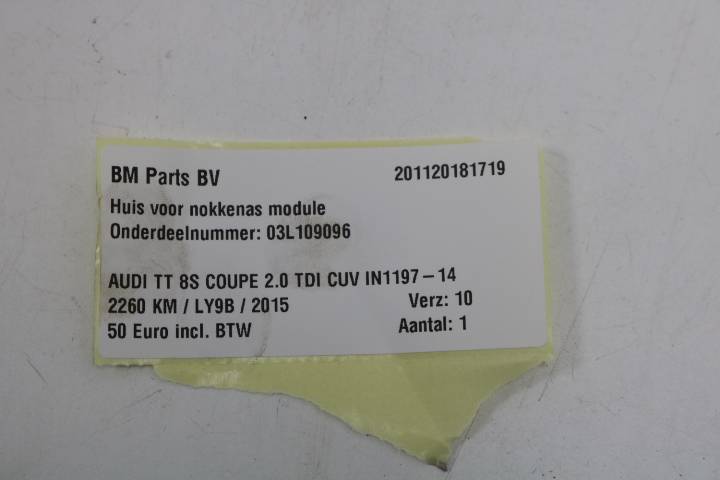 BM Parts BV 201120181719
Huis voor nokkenas module
Onderdeelnummer: 03L109096
AUDI TT 8S COUPE 2.0 TDI CUV IN1197-14
2260 KM / LY9B / 2015 Verz: 10
50 Euro incl. BTW Aantal: 1